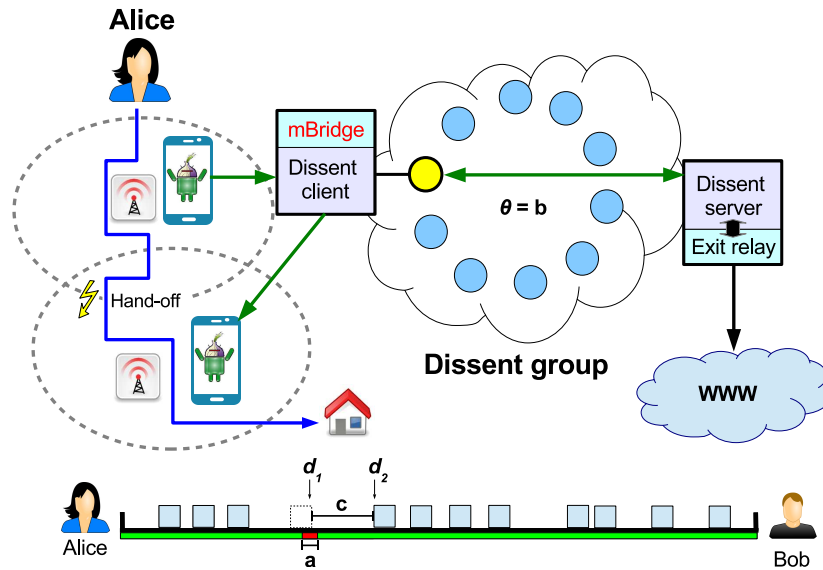 Alice
mBridge
Dissent
client
θ = b
Dissent
server
Exit relay
Hand-off
Dissent group
WWW
d1
d2
c
a
Alice
Bob